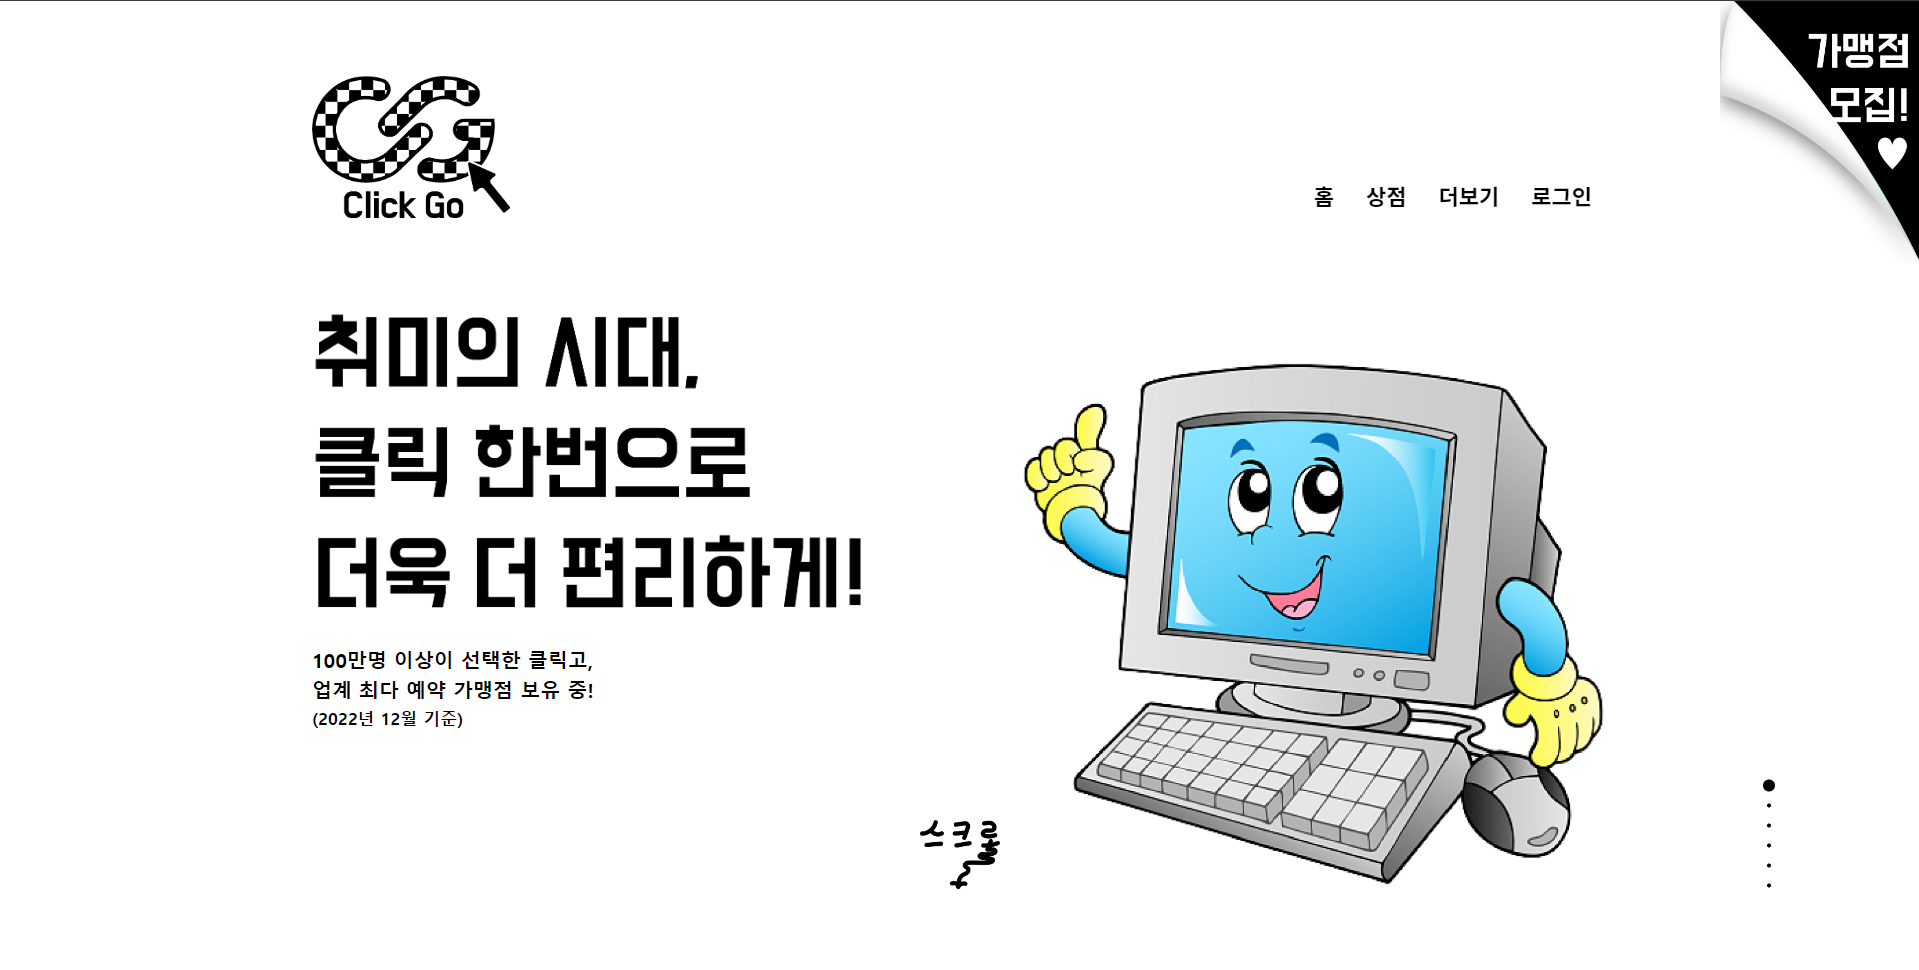 가맹점
모집!
Click Go
홈 상점 더보기 로그인
취미의 시대,
클릭 한번으로
더욱 더 편리하게!
100만명 이상이 선택한 클릭고,
업계 최다 예약 가맹점 보유 중!
(2022년 12월 기준)
스크롤